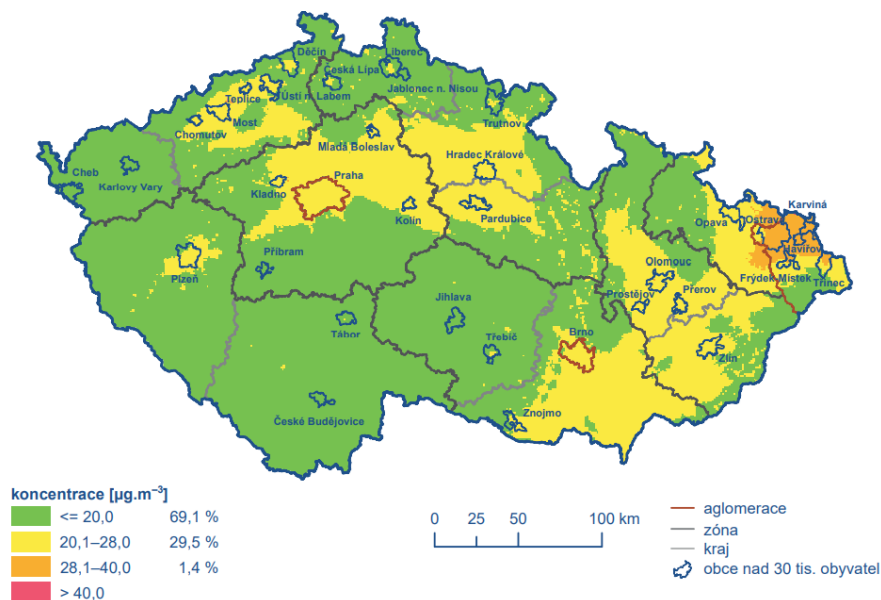 Děčín
Liberec
Česká Lípa
Teplice
Ústí n. Labem
Jablonec n. Nisou
Most
Chomutov
Trutnov
Mladá Boleslav
Cheb
Karlovy Vary
Hradec Králové
Praha
Kladno
Kolín
Pardubice
Karviná
Opava
Ostrava
Havířov
Příbram
Plzeň
Olomouc
Frýdek Místek
Třinec
Prostějov
Přerov
Jihlava
Tábor
Třebíč
Brno
Zlín
Znojmo
České Budějovice
koncentrace [µg.m⁻³]
<= 20,0 69,1 %
20,1–28,0 29,5 %
28,1–40,0 1,4 %
> 40,0
0 25 50 100 km
aglomerace
zóna
kraj
obce nad 30 tis. obyvatel